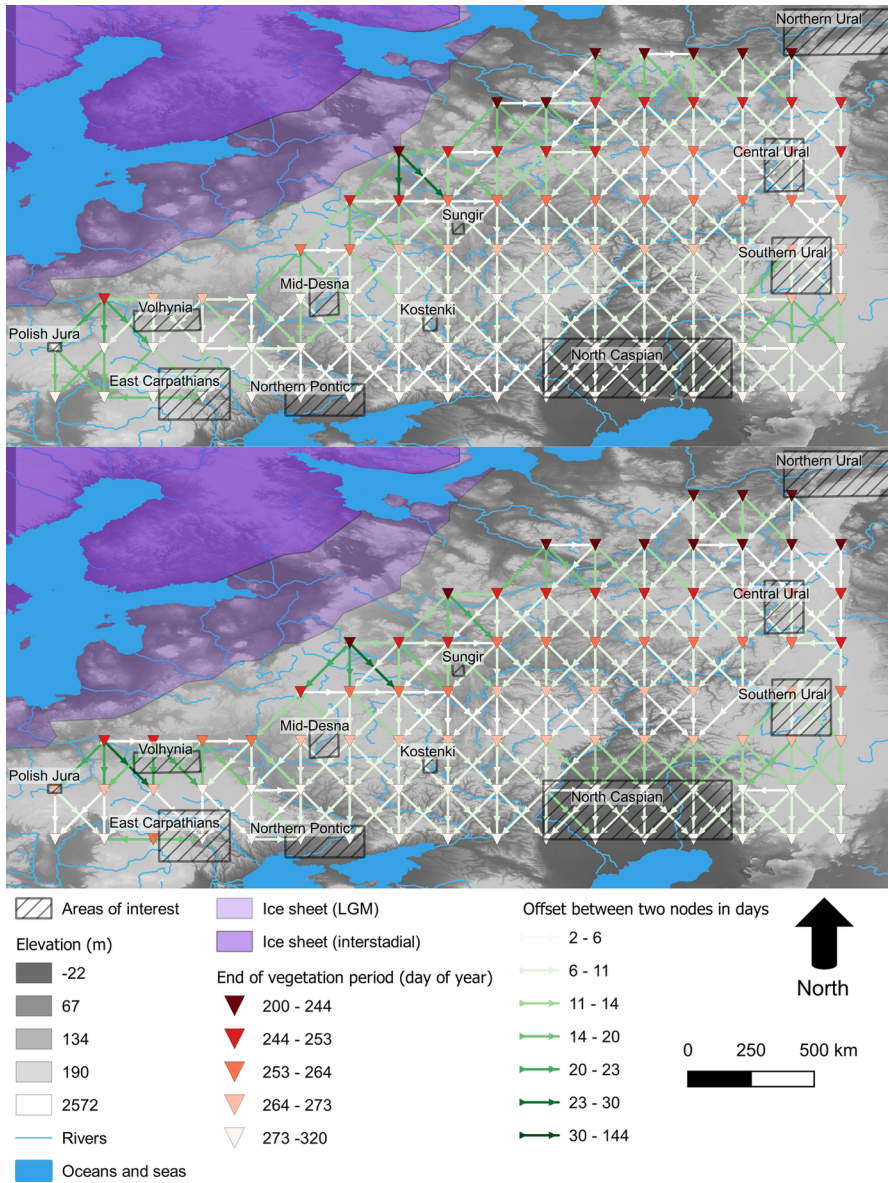 Northern Ural
Central Ural
Sungir
Southern Ural
Mid-Desna
Volhynia
Kostenki
Polish Jura
North Caspian
East Carpathians
Northern Pontic
Northern Ural
Central Ural
Sungir
Southern Ural
Mid-Desna
Volhynia
Kostenki
Polish Jura
North Caspian
East Carpathians
Northern Pontic
Areas of interest
Elevation (m)
-22
67
134
190
2572
Rivers
Oceans and seas
Ice sheet (LGM)
Ice sheet (interstadial)
End of vegetation period (day of year)
200 - 244
244 - 253
253 - 264
264 - 273
273 -320
Offset between two nodes in days
2 - 6
6 - 11
11 - 14
14 - 20
20 - 23
23 - 30
30 - 144
North
0 250 500 km